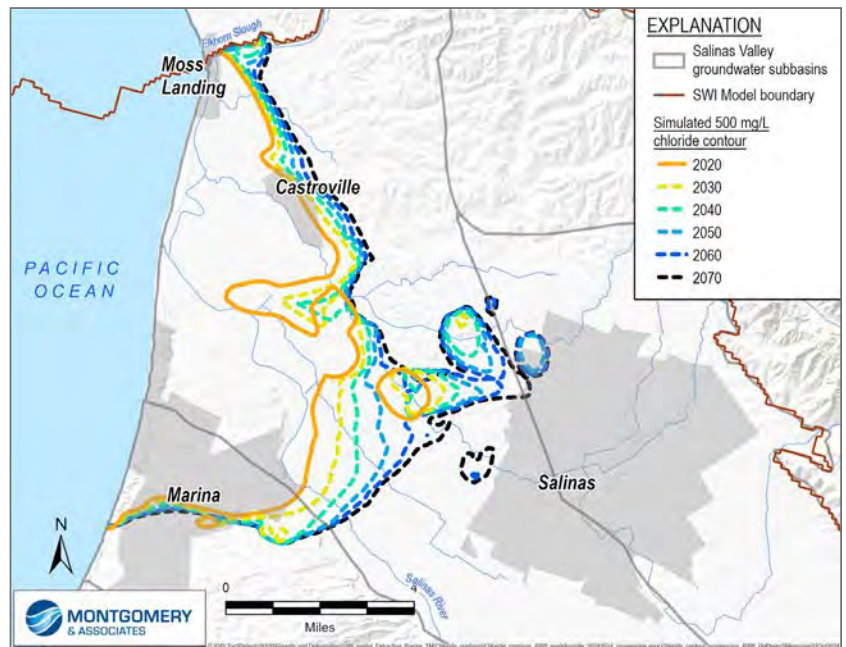 Elkhorn Slough
Moss
Landing
Castroville
PACIFIC
OCEAN
Marina
Salinas
Salinas River
N
0
4
Miles
MONTGOMERY
& ASSOCIATES
EXPLANATION
Salinas Valley
groundwater subbasins
SWI Model boundary
Simulated 500 mg/L
chloride contour
2020
2030
2040
2050
2060
2070